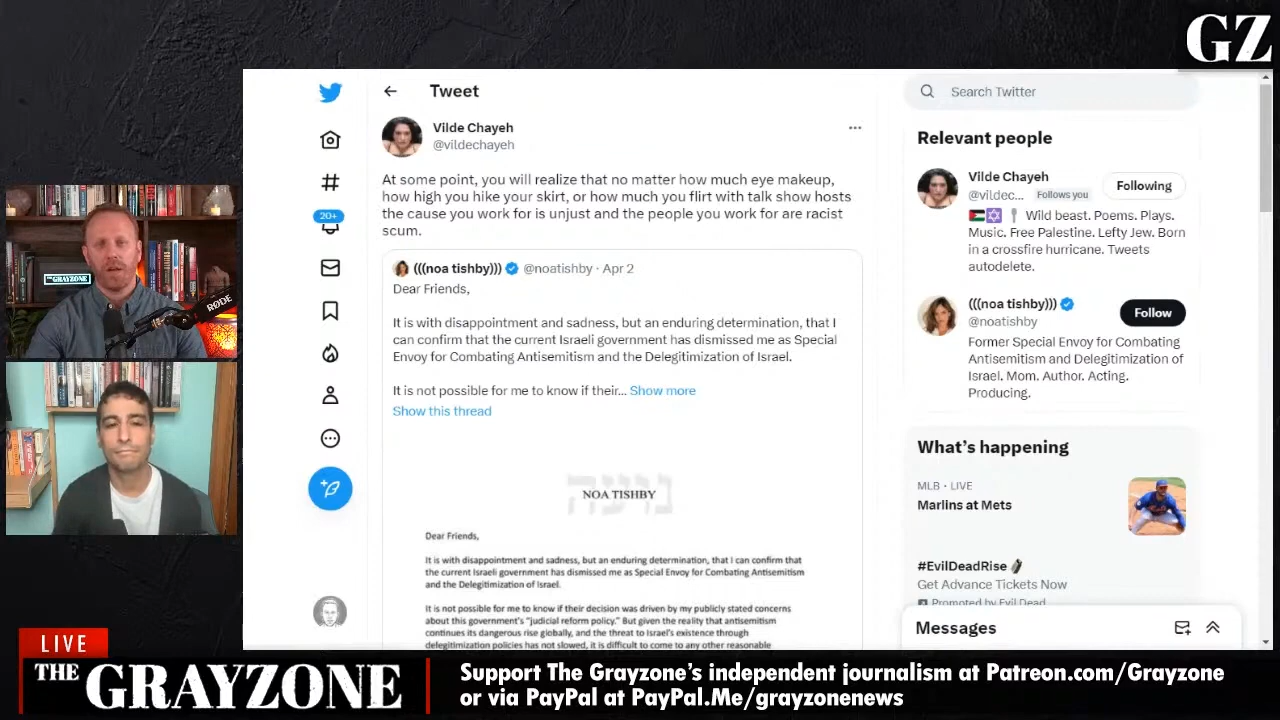 GZ
THE GRAYZONE
RØDE
Tweet
Vilde Chayeh
@vildechayeh
At some point, you will realize that no matter how much eye makeup,
how high you hike your skirt, or how much you flirt with talk show hosts
the cause you work for is unjust and the people you work for are racist
scum.
(((noa tishby))) @noatishby · Apr 2
Dear Friends,
It is with disappointment and sadness, but an enduring determination, that I
can confirm that the current Israeli government has dismissed me as Special
Envoy for Combating Antisemitism and the Delegitimization of Israel.
It is not possible for me to know if their... Show more
Show this thread
נועה
NOA TISHBY
Dear Friends,
It is with disappointment and sadness, but an enduring determination, that I can confirm that
the current Israeli government has dismissed me as Special Envoy for Combating Antisemitism
and the Delegitimization of Israel.
It is not possible for me to know if their decision was driven by my publicly stated concerns
about this government's "judicial reform policy." But given the reality that antisemitism
continues its dangerous rise globally, and the threat to Israel's existence through
delegitimization policies has not slowed, it is difficult to come to any other reasonable
20+
Search Twitter
Relevant people
Vilde Chayeh
@vildec... Follows you
Following
Wild beast. Poems. Plays.
Music. Free Palestine. Lefty Jew. Born
in a crossfire hurricane. Tweets
autodelete.
(((noa tishby)))
@noatishby
Follow
Former Special Envoy for Combating
Antisemitism and Delegitimization of
Israel. Mom. Author. Acting.
Producing.
What's happening
MLB · LIVE
Marlins at Mets
#EvilDeadRise
Get Advance Tickets Now
Promoted by Evil Dead
Messages
LIVE
THE GRAYZONE
Support The Grayzone's independent journalism at Patreon.com/Grayzone
or via PayPal at PayPal.Me/grayzonenews